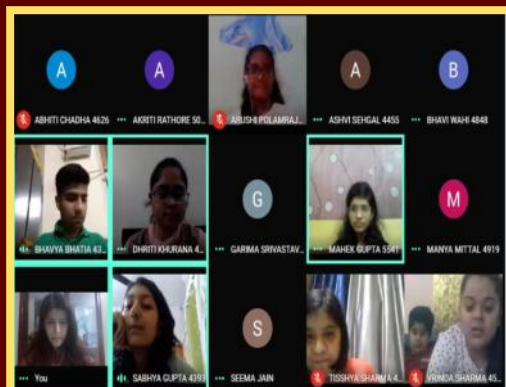 A A A B
ABHITI CHADHA 4626 AKRITI RATHORE 50... ARUSHI POLAMRAJ... ASHVI SEHGAL 4455 BHAVI WAHI 4848
G M
BHAVYA BHATIA 43... DHRITI KHURANA 4... GARIMA SRIVASTAV... MAHEK GUPTA 5541 MANYA MITTAL 4919
S
You SABHYA GUPTA 4393 SEEMA JAIN TISSHYA SHARMA 4... VRINDA SHARMA 45...